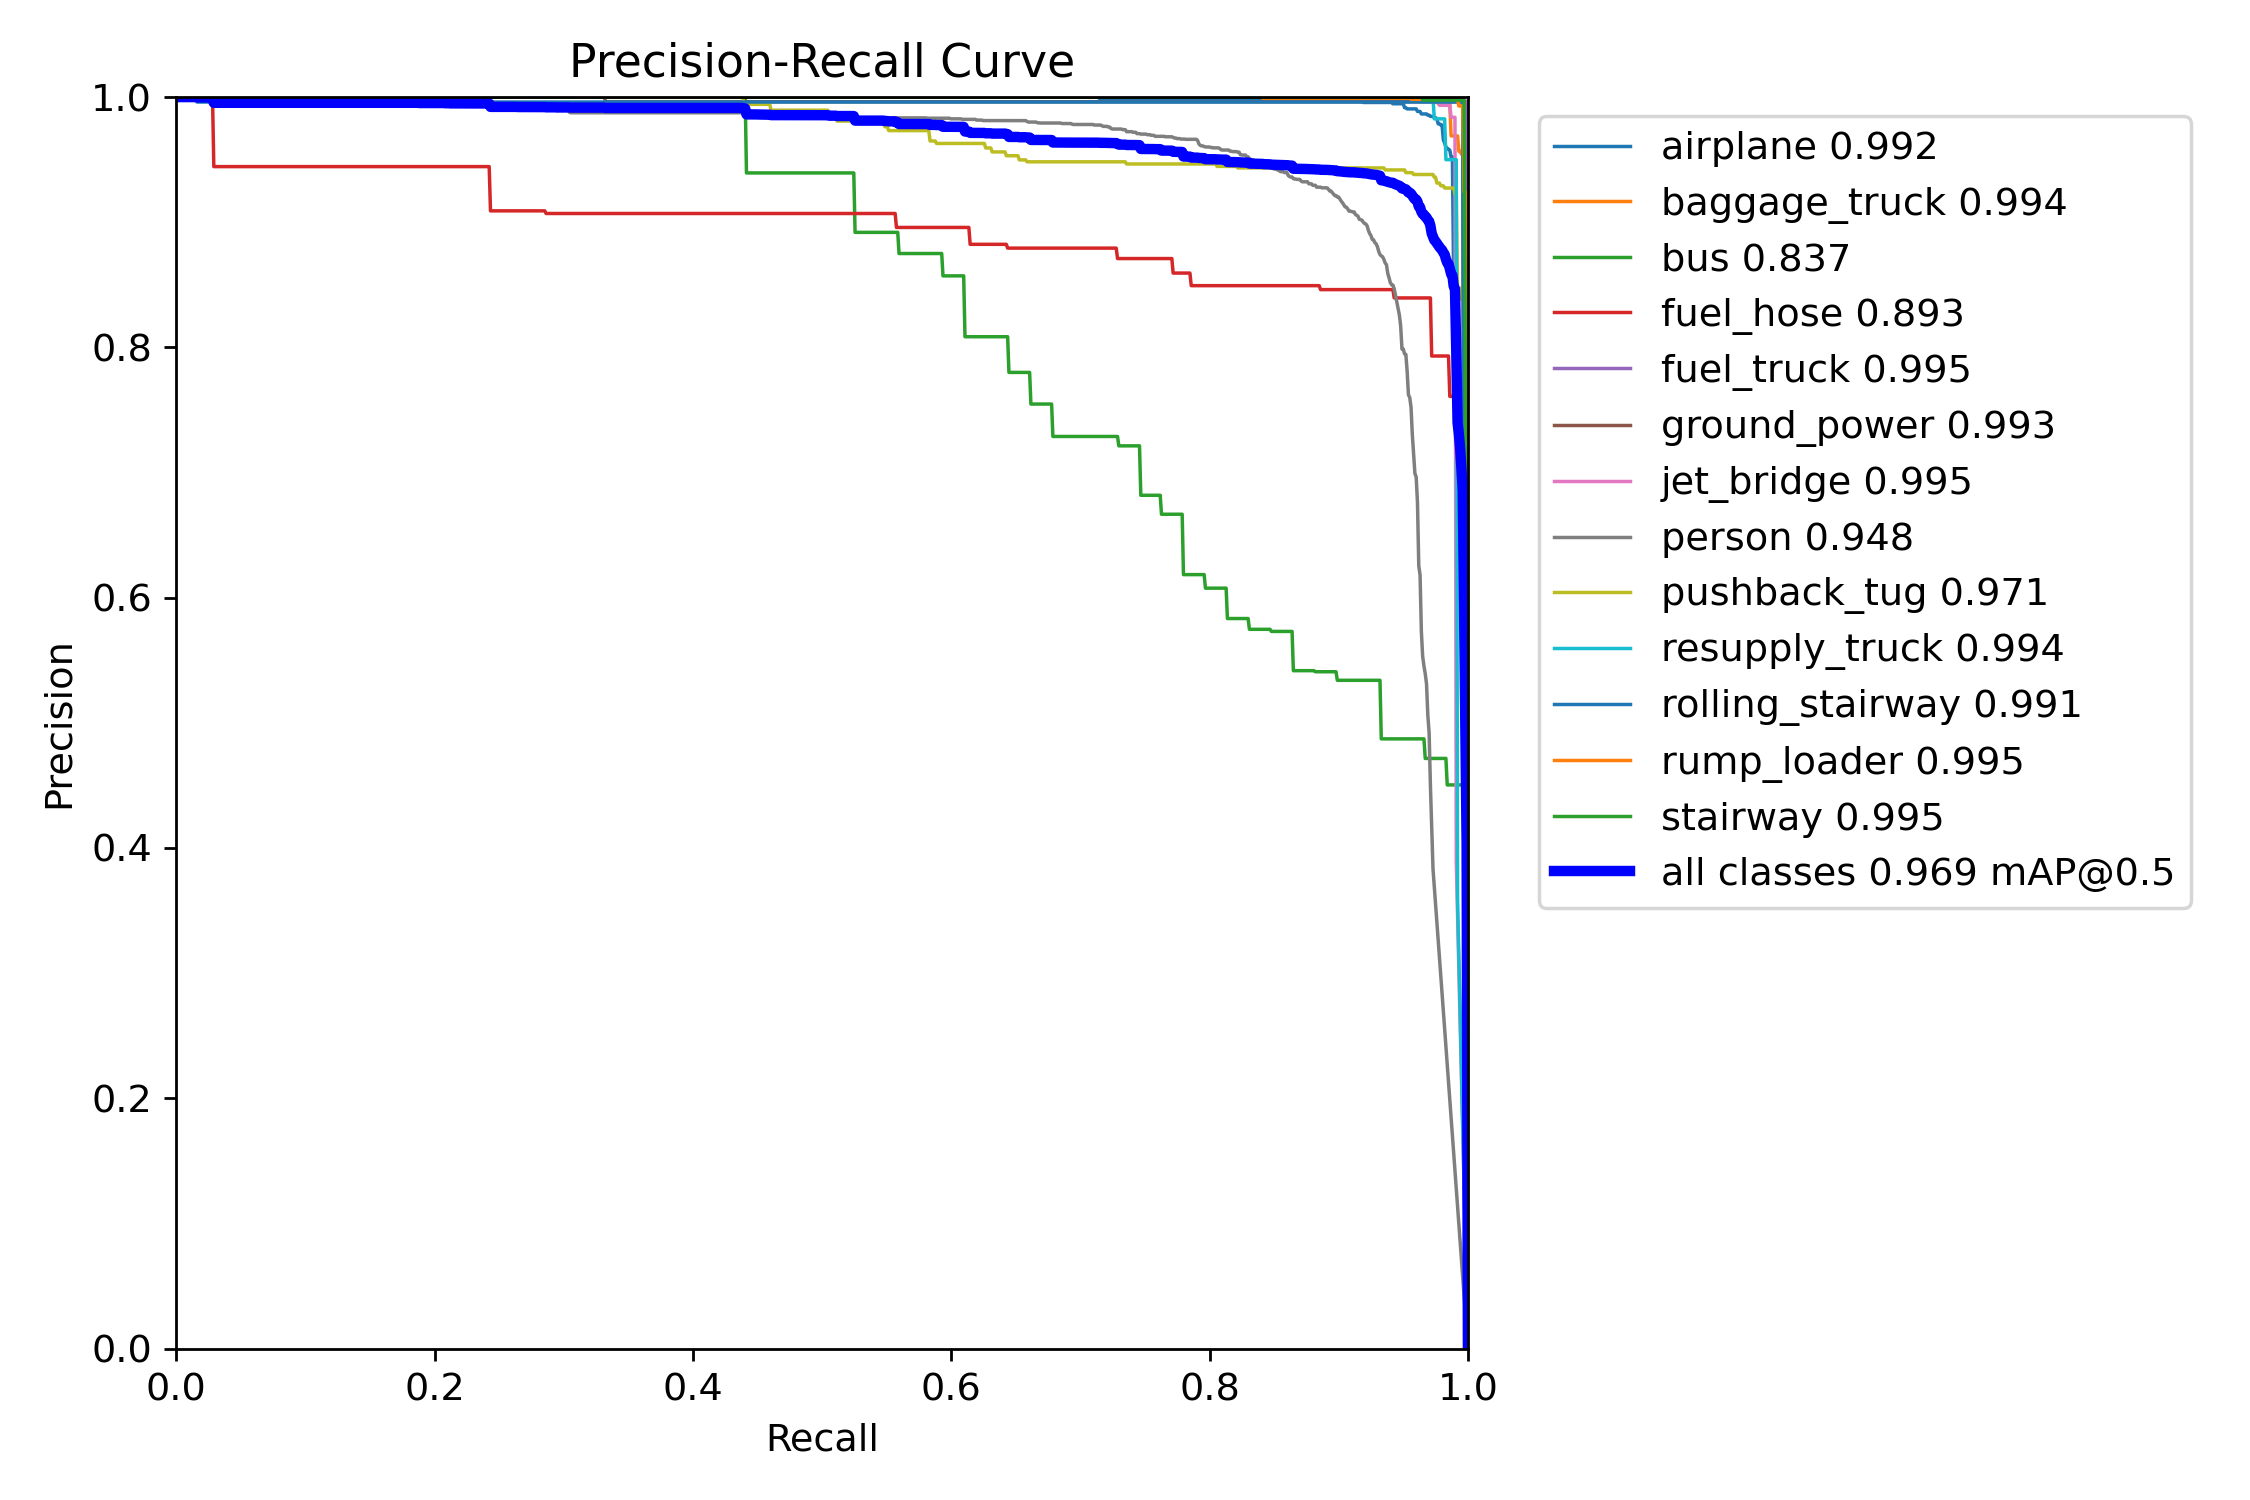 Precision-Recall Curve
1.0
0.8
0.6
0.4
0.2
0.0
Precision
0.0 0.2 0.4 0.6 0.8 1.0
Recall
airplane 0.992
baggage_truck 0.994
bus 0.837
fuel_hose 0.893
fuel_truck 0.995
ground_power 0.993
jet_bridge 0.995
person 0.948
pushback_tug 0.971
resupply_truck 0.994
rolling_stairway 0.991
rump_loader 0.995
stairway 0.995
all classes 0.969 mAP@0.5